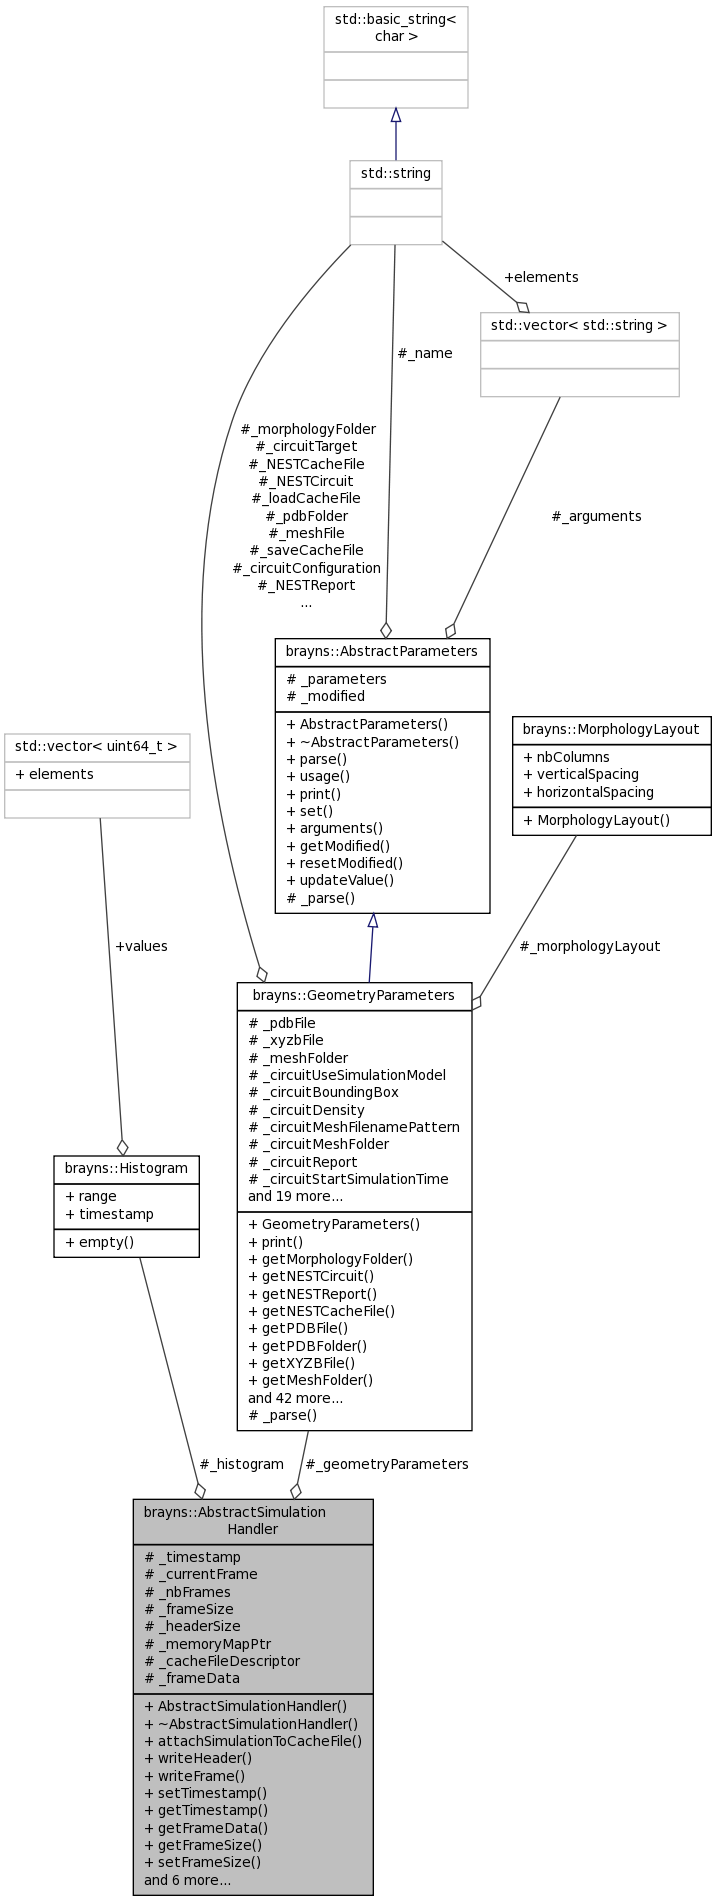 std::basic_string<
char >
std::string
+elements
std::vector< std::string >
#_name
#_morphologyFolder
#_circuitTarget
#_NESTCacheFile
#_NESTCircuit
#_loadCacheFile
#_pdbFolder
#_meshFile
#_saveCacheFile
#_circuitConfiguration
#_NESTReport
...
#_arguments
brayns::AbstractParameters
# _parameters
# _modified
+ AbstractParameters()
+ ~AbstractParameters()
+ parse()
+ usage()
+ print()
+ set()
+ arguments()
+ getModified()
+ resetModified()
+ updateValue()
# _parse()
brayns::MorphologyLayout
+ nbColumns
+ verticalSpacing
+ horizontalSpacing
+ MorphologyLayout()
std::vector< uint64_t >
+ elements
+values
#_morphologyLayout
brayns::GeometryParameters
# _pdbFile
# _xyzbFile
# _meshFolder
# _circuitUseSimulationModel
# _circuitBoundingBox
# _circuitDensity
# _circuitMeshFilenamePattern
# _circuitMeshFolder
# _circuitReport
# _circuitStartSimulationTime
and 19 more...
+ GeometryParameters()
+ print()
+ getMorphologyFolder()
+ getNESTCircuit()
+ getNESTReport()
+ getNESTCacheFile()
+ getPDBFile()
+ getPDBFolder()
+ getXYZBFile()
+ getMeshFolder()
and 42 more...
# _parse()
brayns::Histogram
+ range
+ timestamp
+ empty()
#_histogram
#_geometryParameters
brayns::AbstractSimulation
Handler
# _timestamp
# _currentFrame
# _nbFrames
# _frameSize
# _headerSize
# _memoryMapPtr
# _cacheFileDescriptor
# _frameData
+ AbstractSimulationHandler()
+ ~AbstractSimulationHandler()
+ attachSimulationToCacheFile()
+ writeHeader()
+ writeFrame()
+ setTimestamp()
+ getTimestamp()
+ getFrameData()
+ getFrameSize()
+ setFrameSize()
and 6 more...